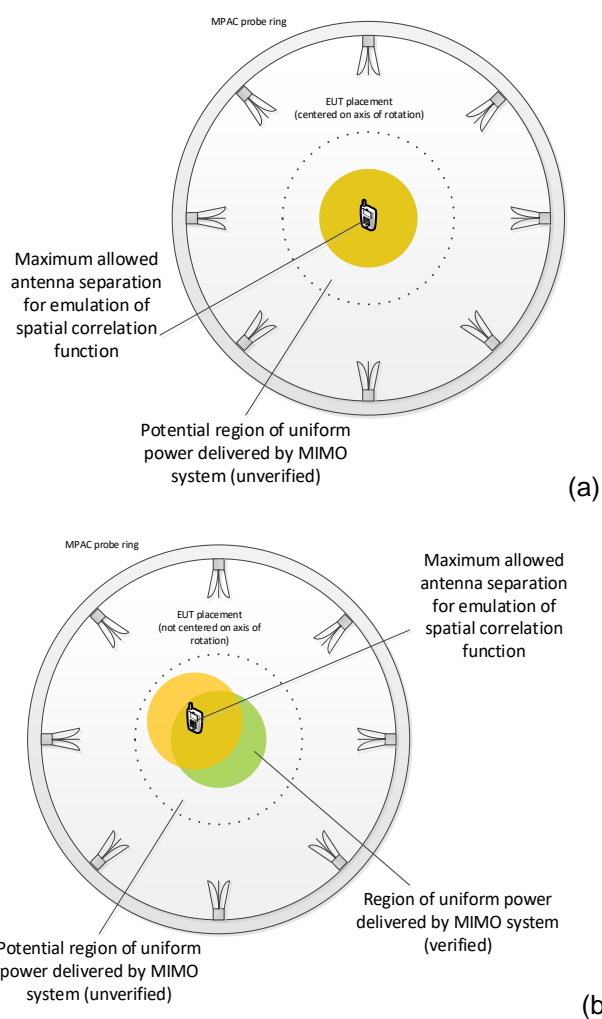 MPAC probe ring
EUT placement
(centered on axis of rotation)
Maximum allowed
antenna separation
for emulation of
spatial correlation
function
Potential region of uniform
power delivered by MIMO
system (unverified)
(a)
MPAC probe ring
Maximum allowed
antenna separation
for emulation of
spatial correlation
function
EUT placement
(not centered on axis of
rotation)
Region of uniform power
delivered by MIMO system
(verified)
Potential region of uniform
power delivered by MIMO
system (unverified)
(b